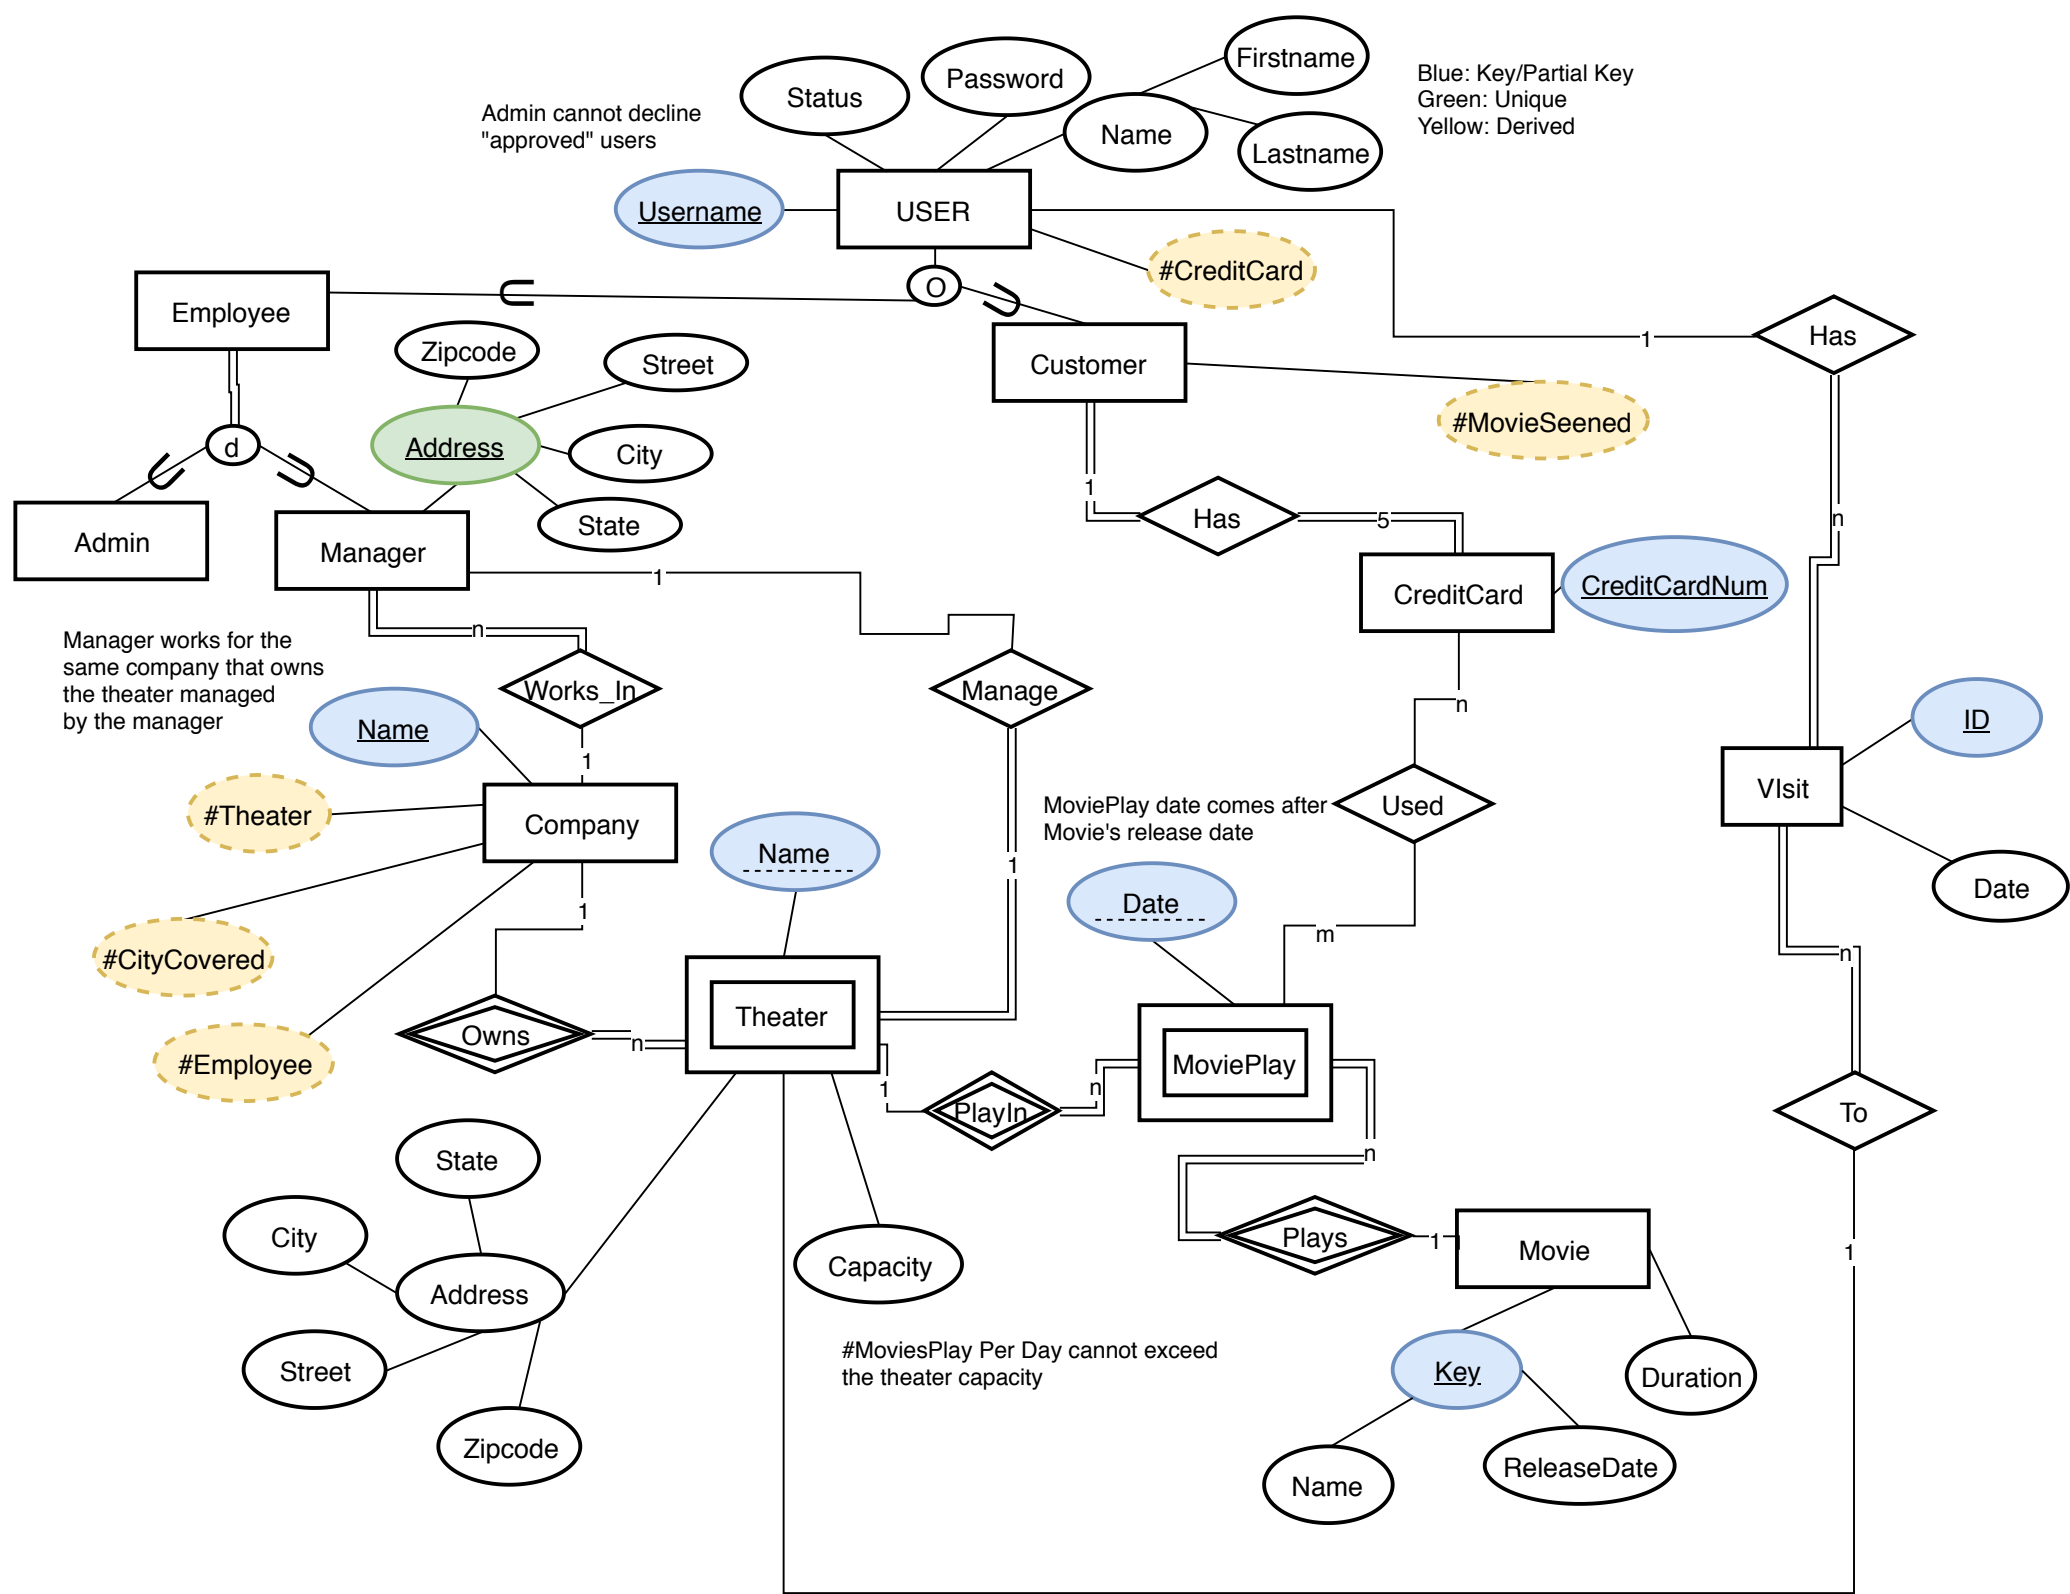 Firstname
Password
Status
Name
Lastname
Blue: Key/Partial Key
Green: Unique
Yellow: Derived
Admin cannot decline
"approved" users
Username
USER
#CreditCard
O
Employee
Customer
1
Has
Zipcode
Street
#MovieSeened
Address
City
State
d
Admin
Manager
1
Has
5
n
1
CreditCard
CreditCardNum
n
Manager works for the
same company that owns
the theater managed
by the manager
Works_In
Manage
n
Name
1
ID
#Theater
Company
VIsit
MoviePlay date comes after
Movie's release date
Used
Name
1
Date
Date
1
m
#CityCovered
n
Owns
n
Theater
#Employee
MoviePlay
1
n
PlayIn
To
n
State
City
Plays
1
Movie
1
Address
Capacity
Street
#MoviesPlay Per Day cannot exceed
the theater capacity
Key
Duration
Zipcode
Name
ReleaseDate